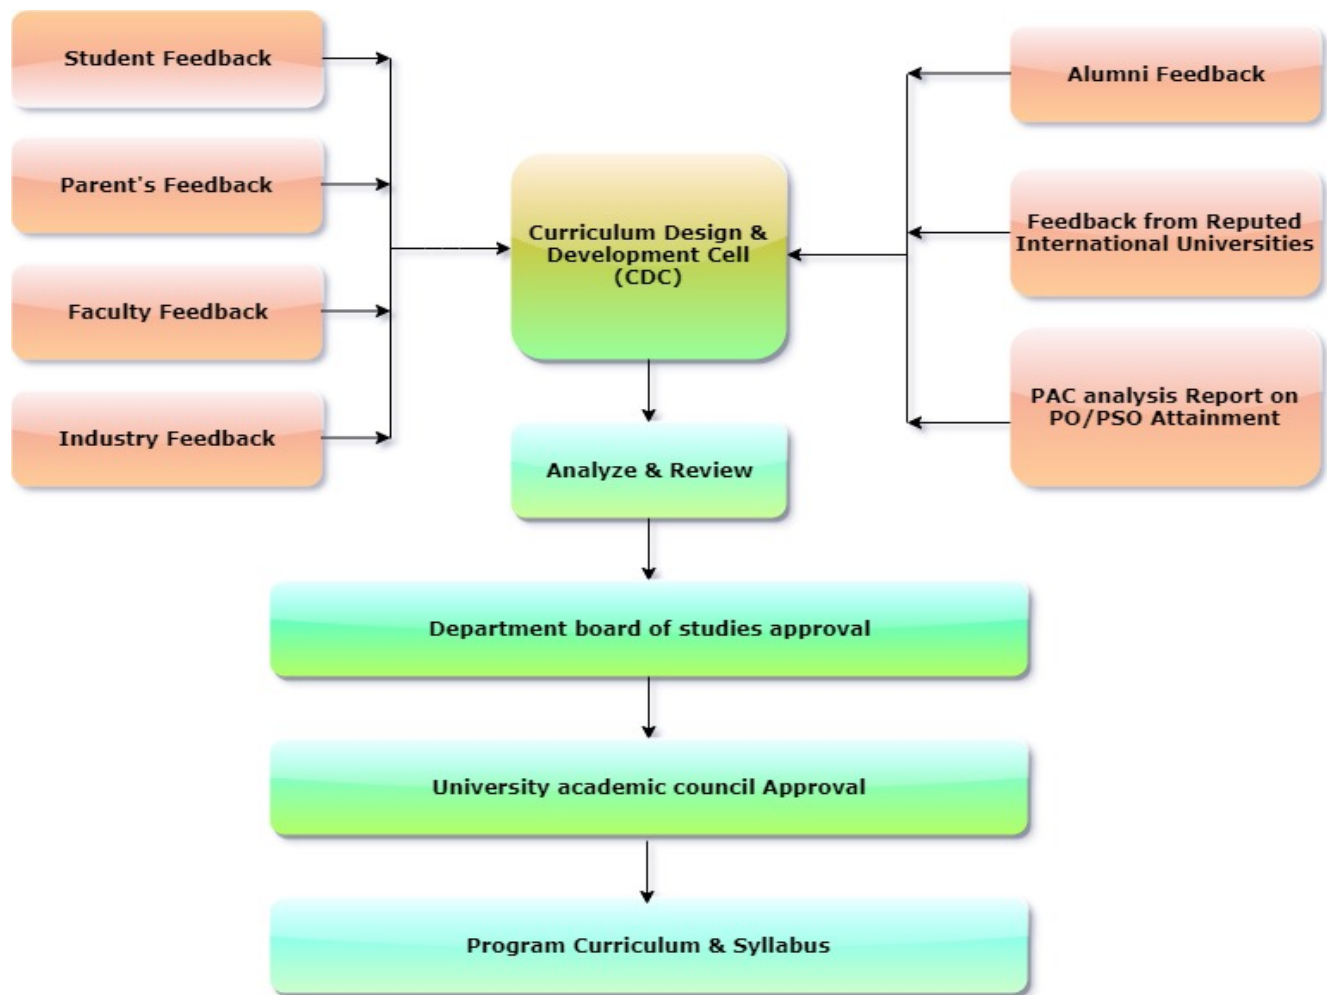 Student Feedback
Parent's Feedback
Faculty Feedback
Industry Feedback
Curriculum Design &
Development Cell
(CDC)
Alumni Feedback
Feedback from Reputed
International Universities
PAC analysis Report on
PO/PSO Attainment
Analyze & Review
Department board of studies approval
University academic council Approval
Program Curriculum & Syllabus